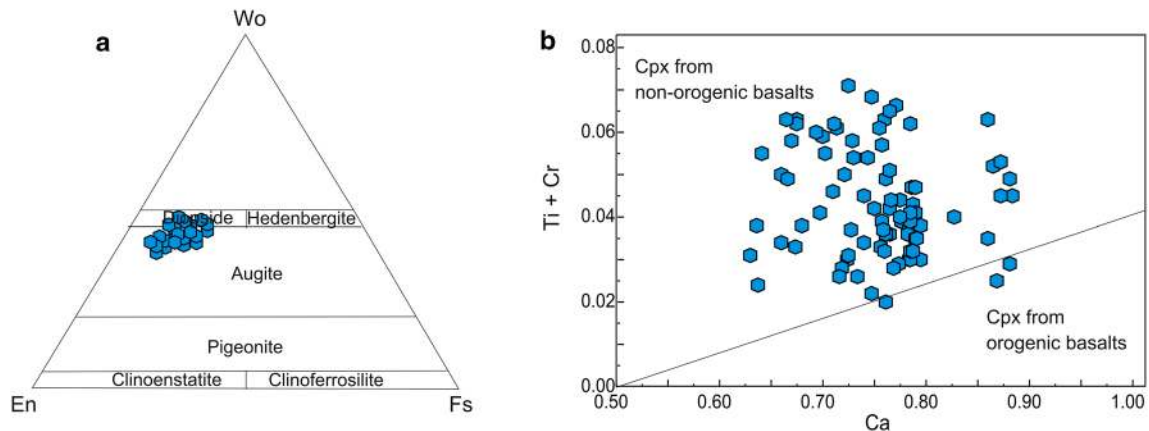 a
Wo
Diopside Hedenbergite
Augite
Pigeonite
Clinoenstatite Clinoferrosilite
En Fs
b
Ti + Cr
0.08
0.06
0.04
0.02
0.00
Cpx from
non-orogenic basalts
Cpx from
orogenic basalts
0.50 0.60 0.70 0.80 0.90 1.00
Ca